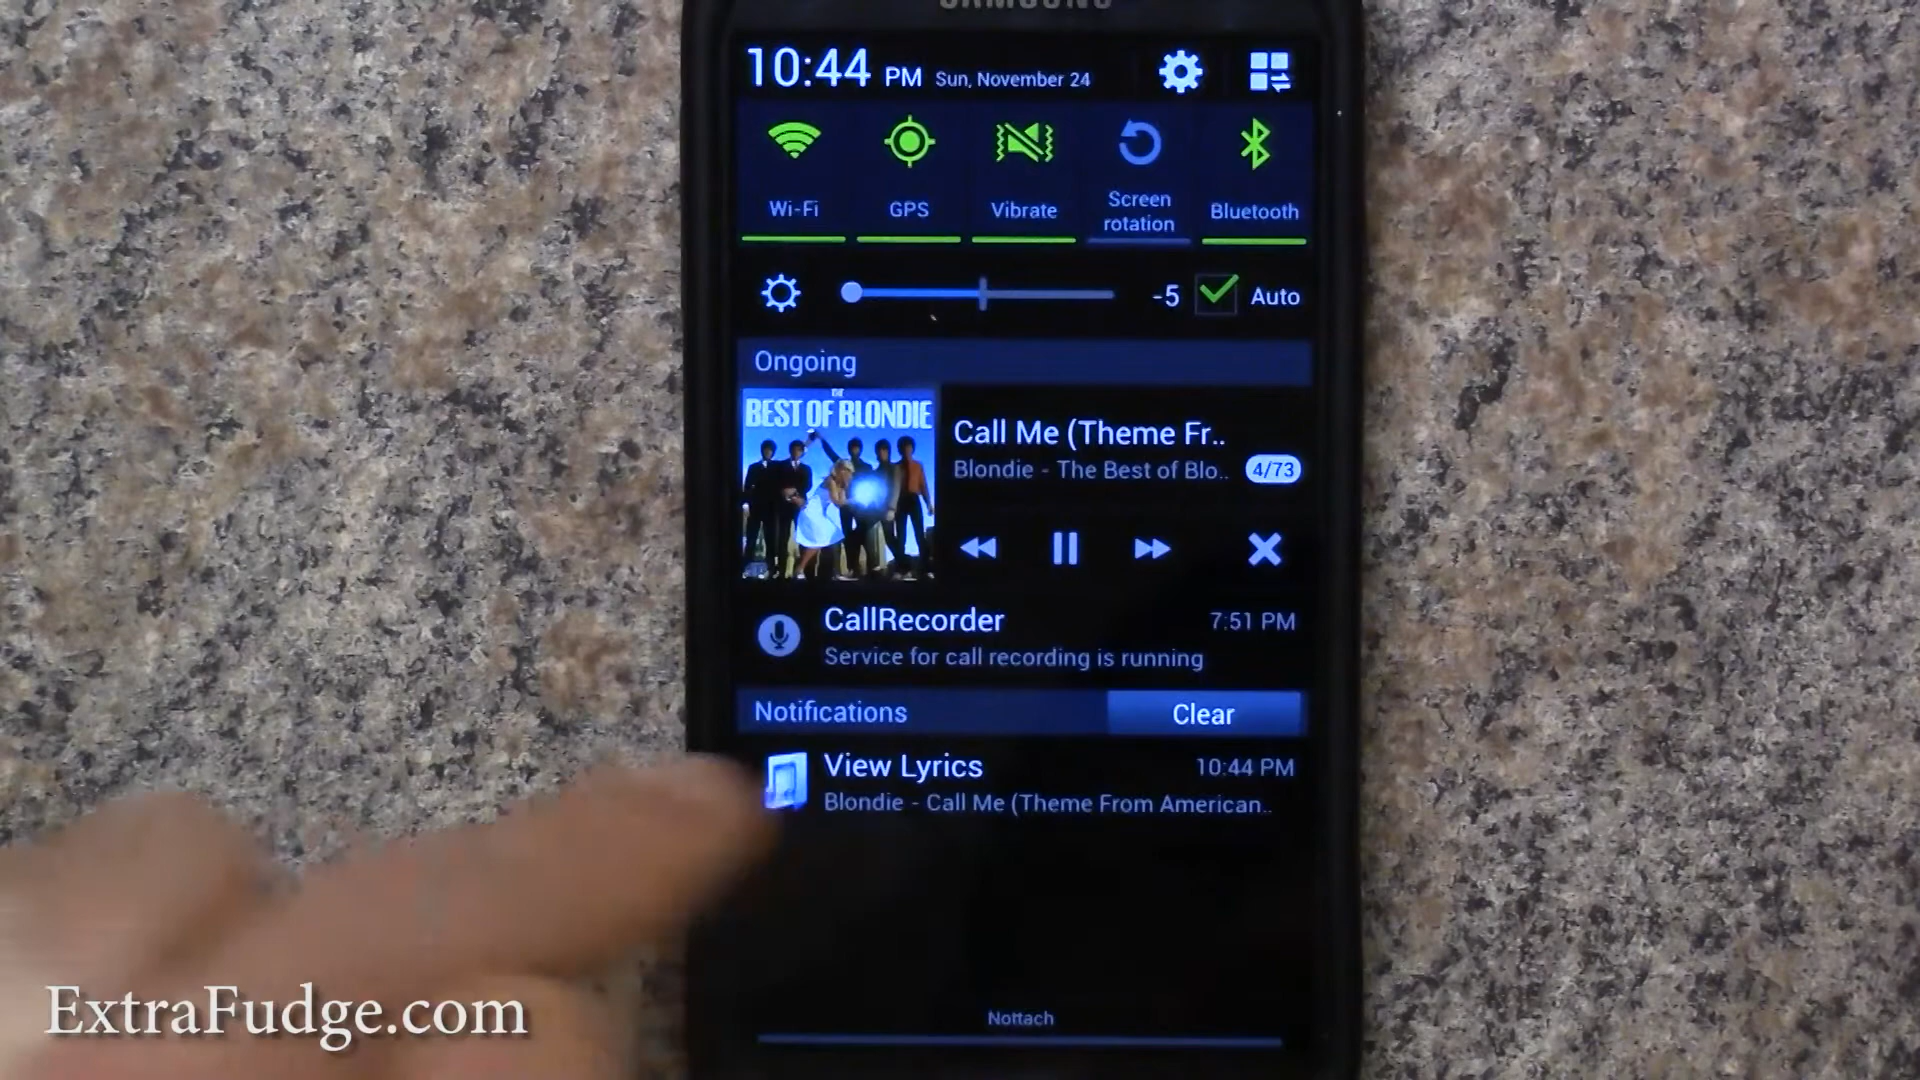 SAMSUNG
10:44 PM Sun, November 24
Wi-Fi
GPS
Vibrate
Screen
rotation
Bluetooth
-5
Auto
Ongoing
THE
BEST OF BLONDIE
Call Me (Theme Fr..
Blondie - The Best of Blo..
4/73
CallRecorder
7:51 PM
Service for call recording is running
Notifications
Clear
View Lyrics
10:44 PM
Blondie - Call Me (Theme From American..
Nottach
ExtraFudge.com